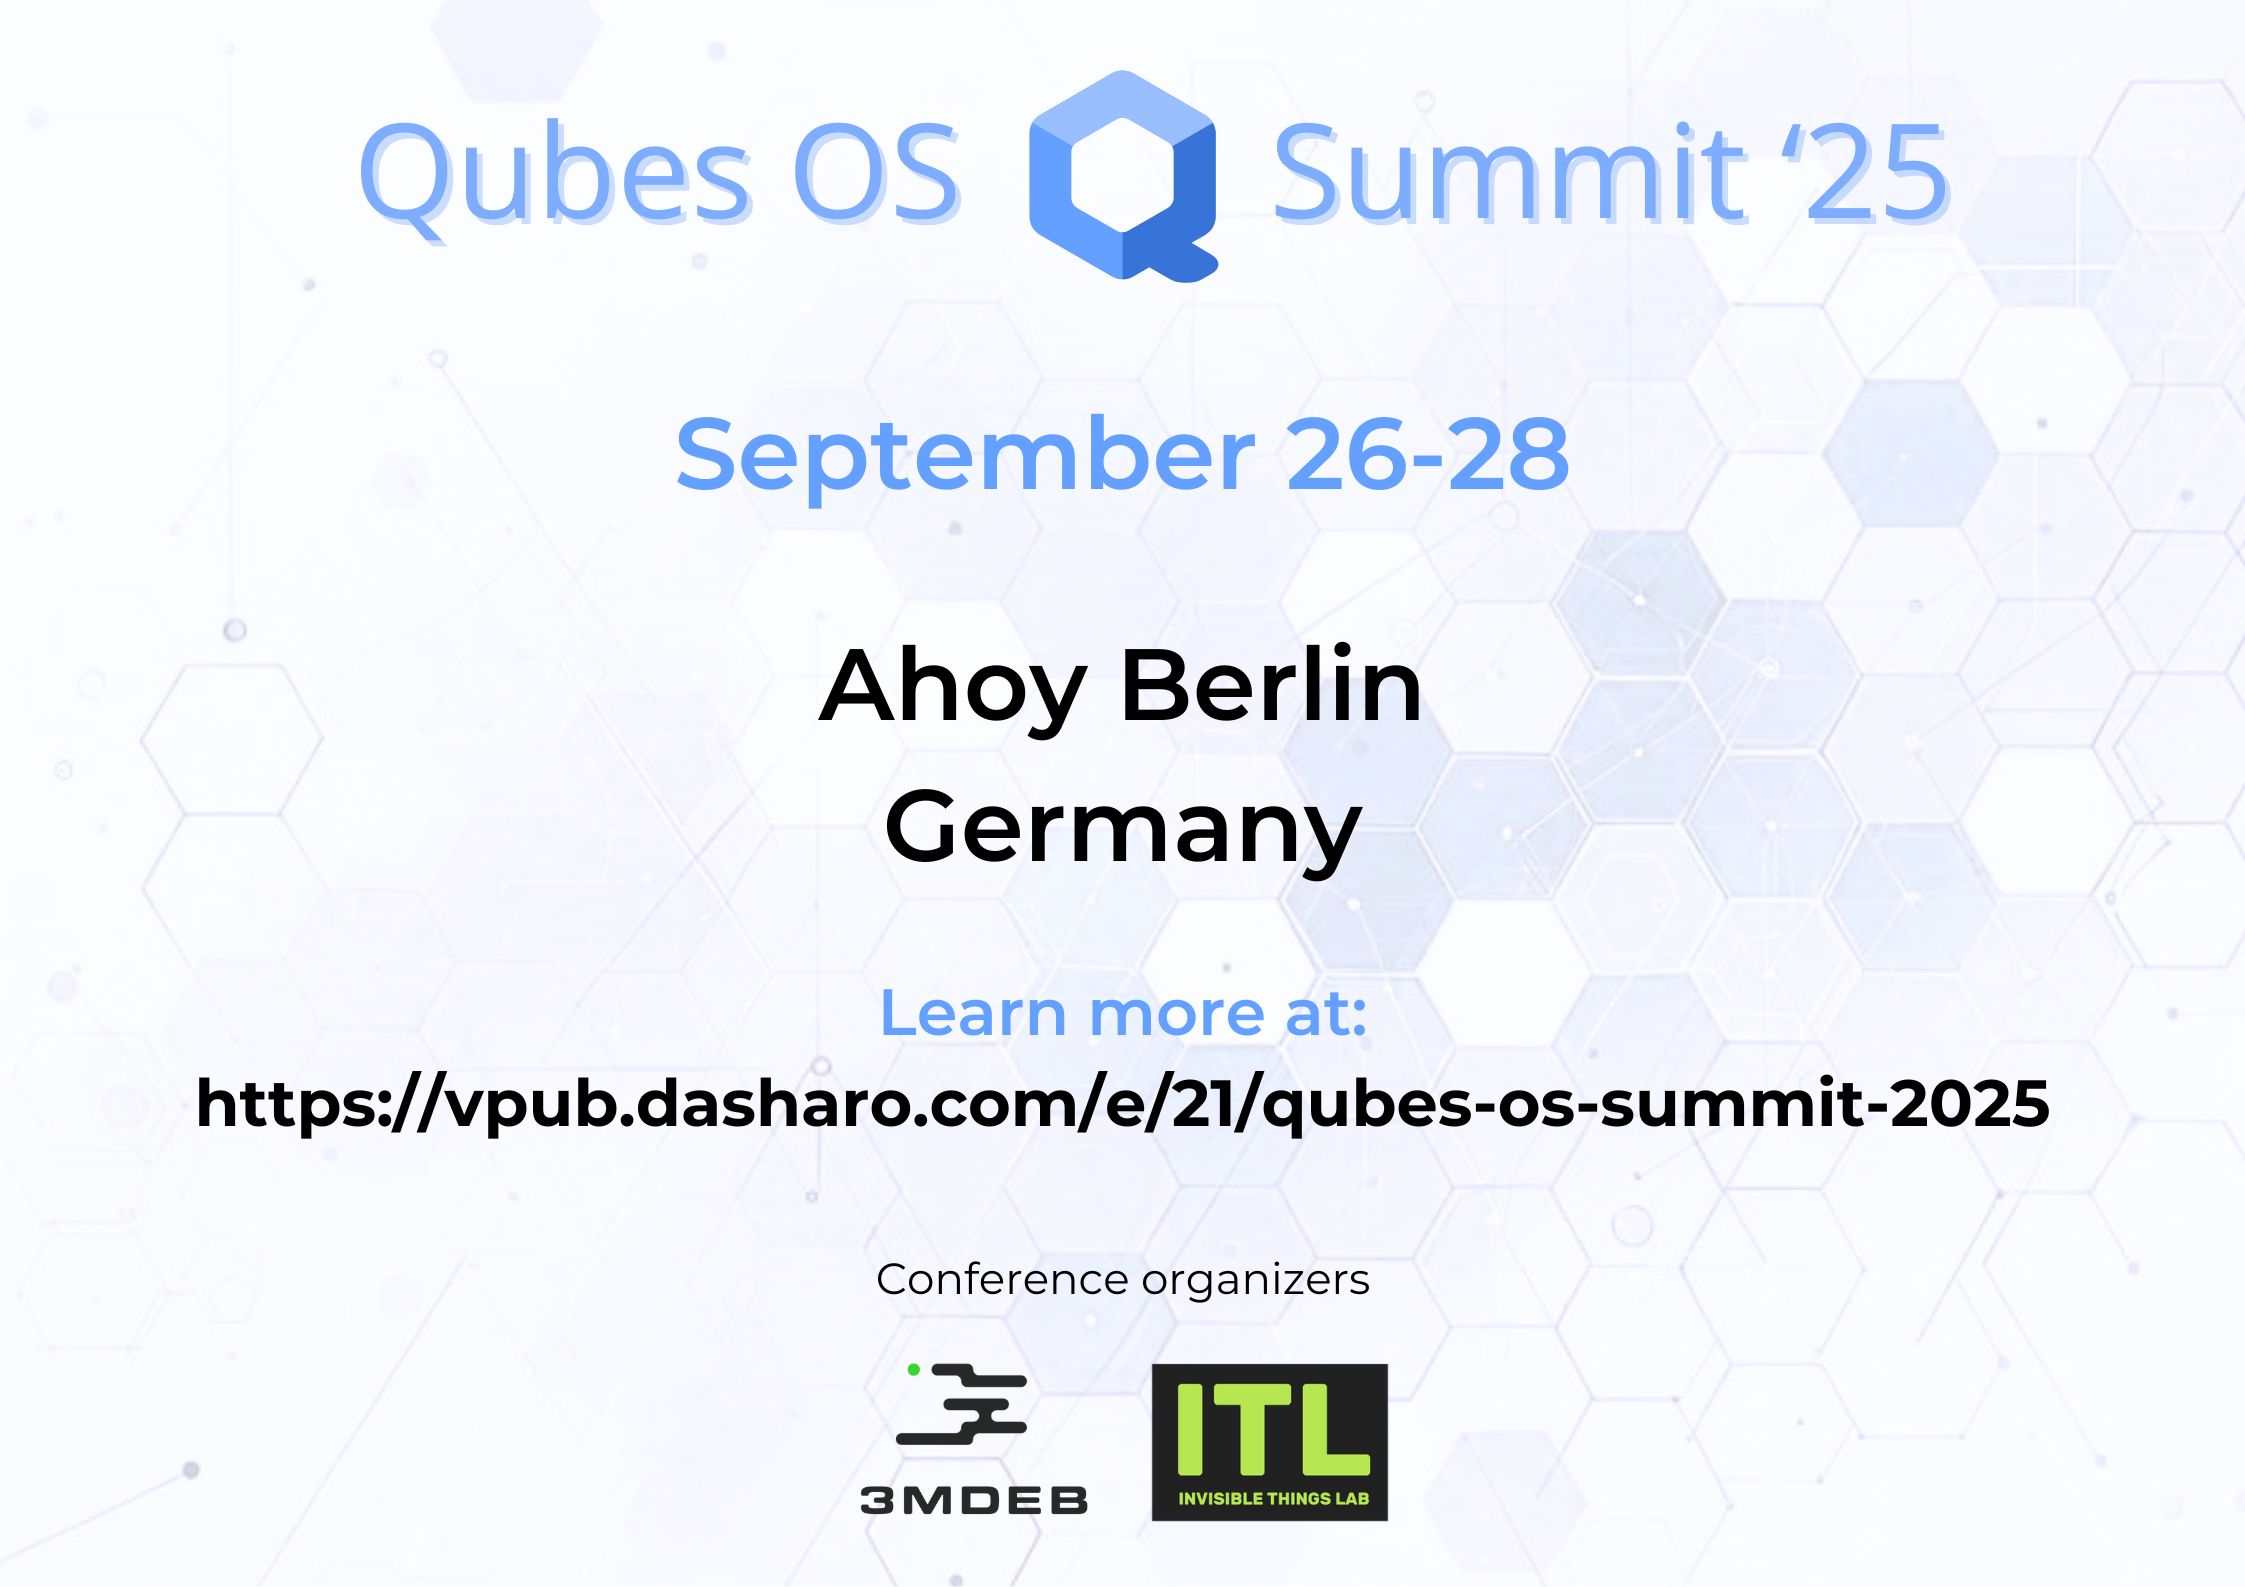 Qubes OS Summit ‘25
September 26-28
Ahoy Berlin
Germany
Learn more at:
https://vpub.dasharo.com/e/21/qubes-os-summit-2025
Conference organizers
3MDEB
ITL
INVISIBLE THINGS LAB